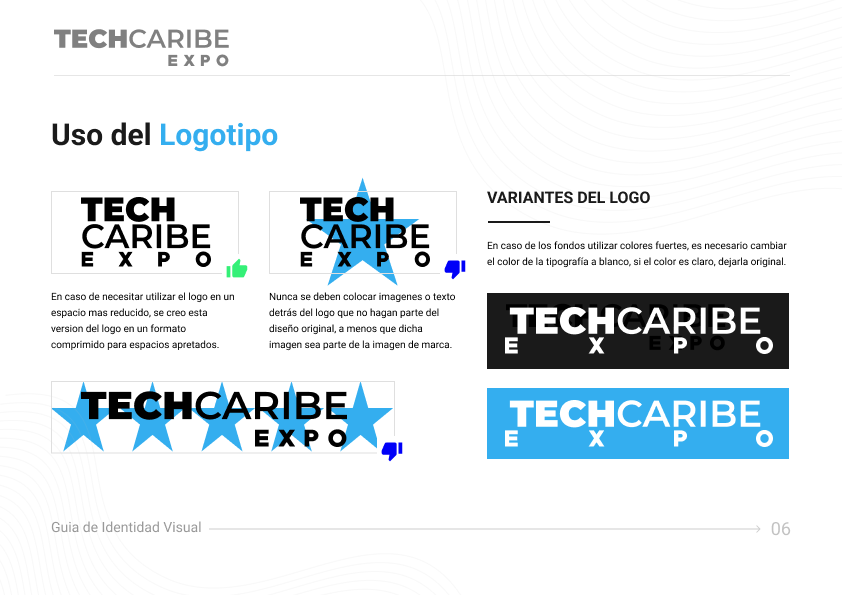 TECHCARIBE
EXPO
Uso del Logotipo
TECH
CARIBE
EXPO
En caso de necesitar utilizar el logo en un
espacio mas reducido, se creo esta
version del logo en un formato
comprimido para espacios apretados.
TECH
CARIBE
EXPO
Nunca se deben colocar imagenes o texto
detrás del logo que no hagan parte del
diseño original, a menos que dicha
imagen sea parte de la imagen de marca.
TECHCARIBE
EXPO
VARIANTES DEL LOGO
En caso de los fondos utilizar colores fuertes, es necesario cambiar
el color de la tipografía a blanco, si el color es claro, dejarla original.
TECHCARIBE
E X P O
TECHCARIBE
E X P O
Guia de Identidad Visual
06